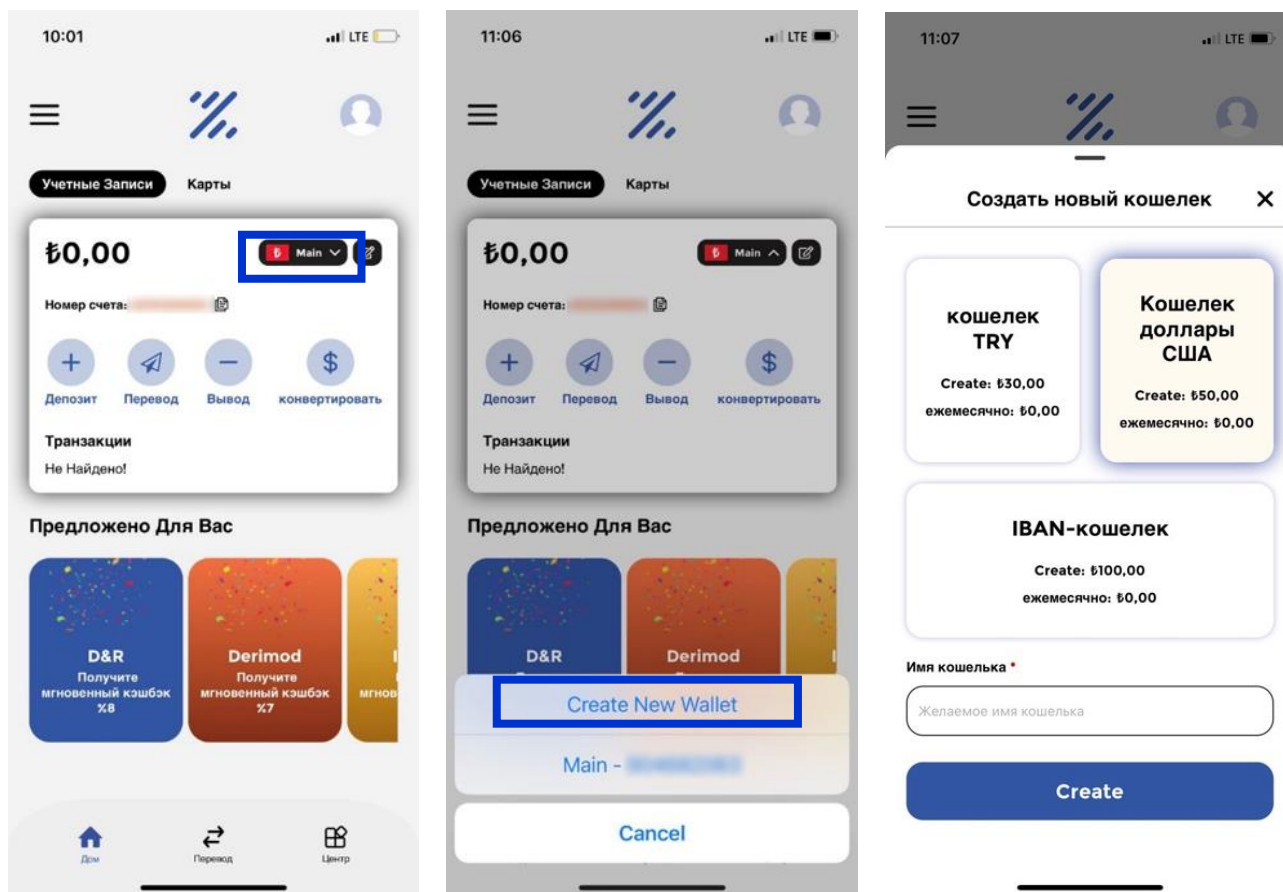 10:01
LTE
Учетные Записи
Карты
₺0,00
₺ Main
Номер счета:
+
−
$
Депозит
Перевод
Вывод
конвертировать
Транзакции
Не Найдено!
Предложено Для Вас
D&R
Получите
мгновенный кэшбэк
%8
Derimod
Получите
мгновенный кэшбэк
%7
мгнов
Дом
Перевод
Центр
11:06
LTE
Учетные Записи
Карты
₺0,00
₺ Main
Номер счета:
+
−
$
Депозит
Перевод
Вывод
конвертировать
Транзакции
Не Найдено!
Предложено Для Вас
D&R
Derimod
Create New Wallet
Main -
Cancel
11:07
LTE
Создать новый кошелек
кошелек
TRY
Create: ₺30,00
ежемесячно: ₺0,00
Кошелек
доллары
США
Create: ₺50,00
ежемесячно: ₺0,00
IBAN-кошелек
Create: ₺100,00
ежемесячно: ₺0,00
Имя кошелька •
Желаемое имя кошелька
Create